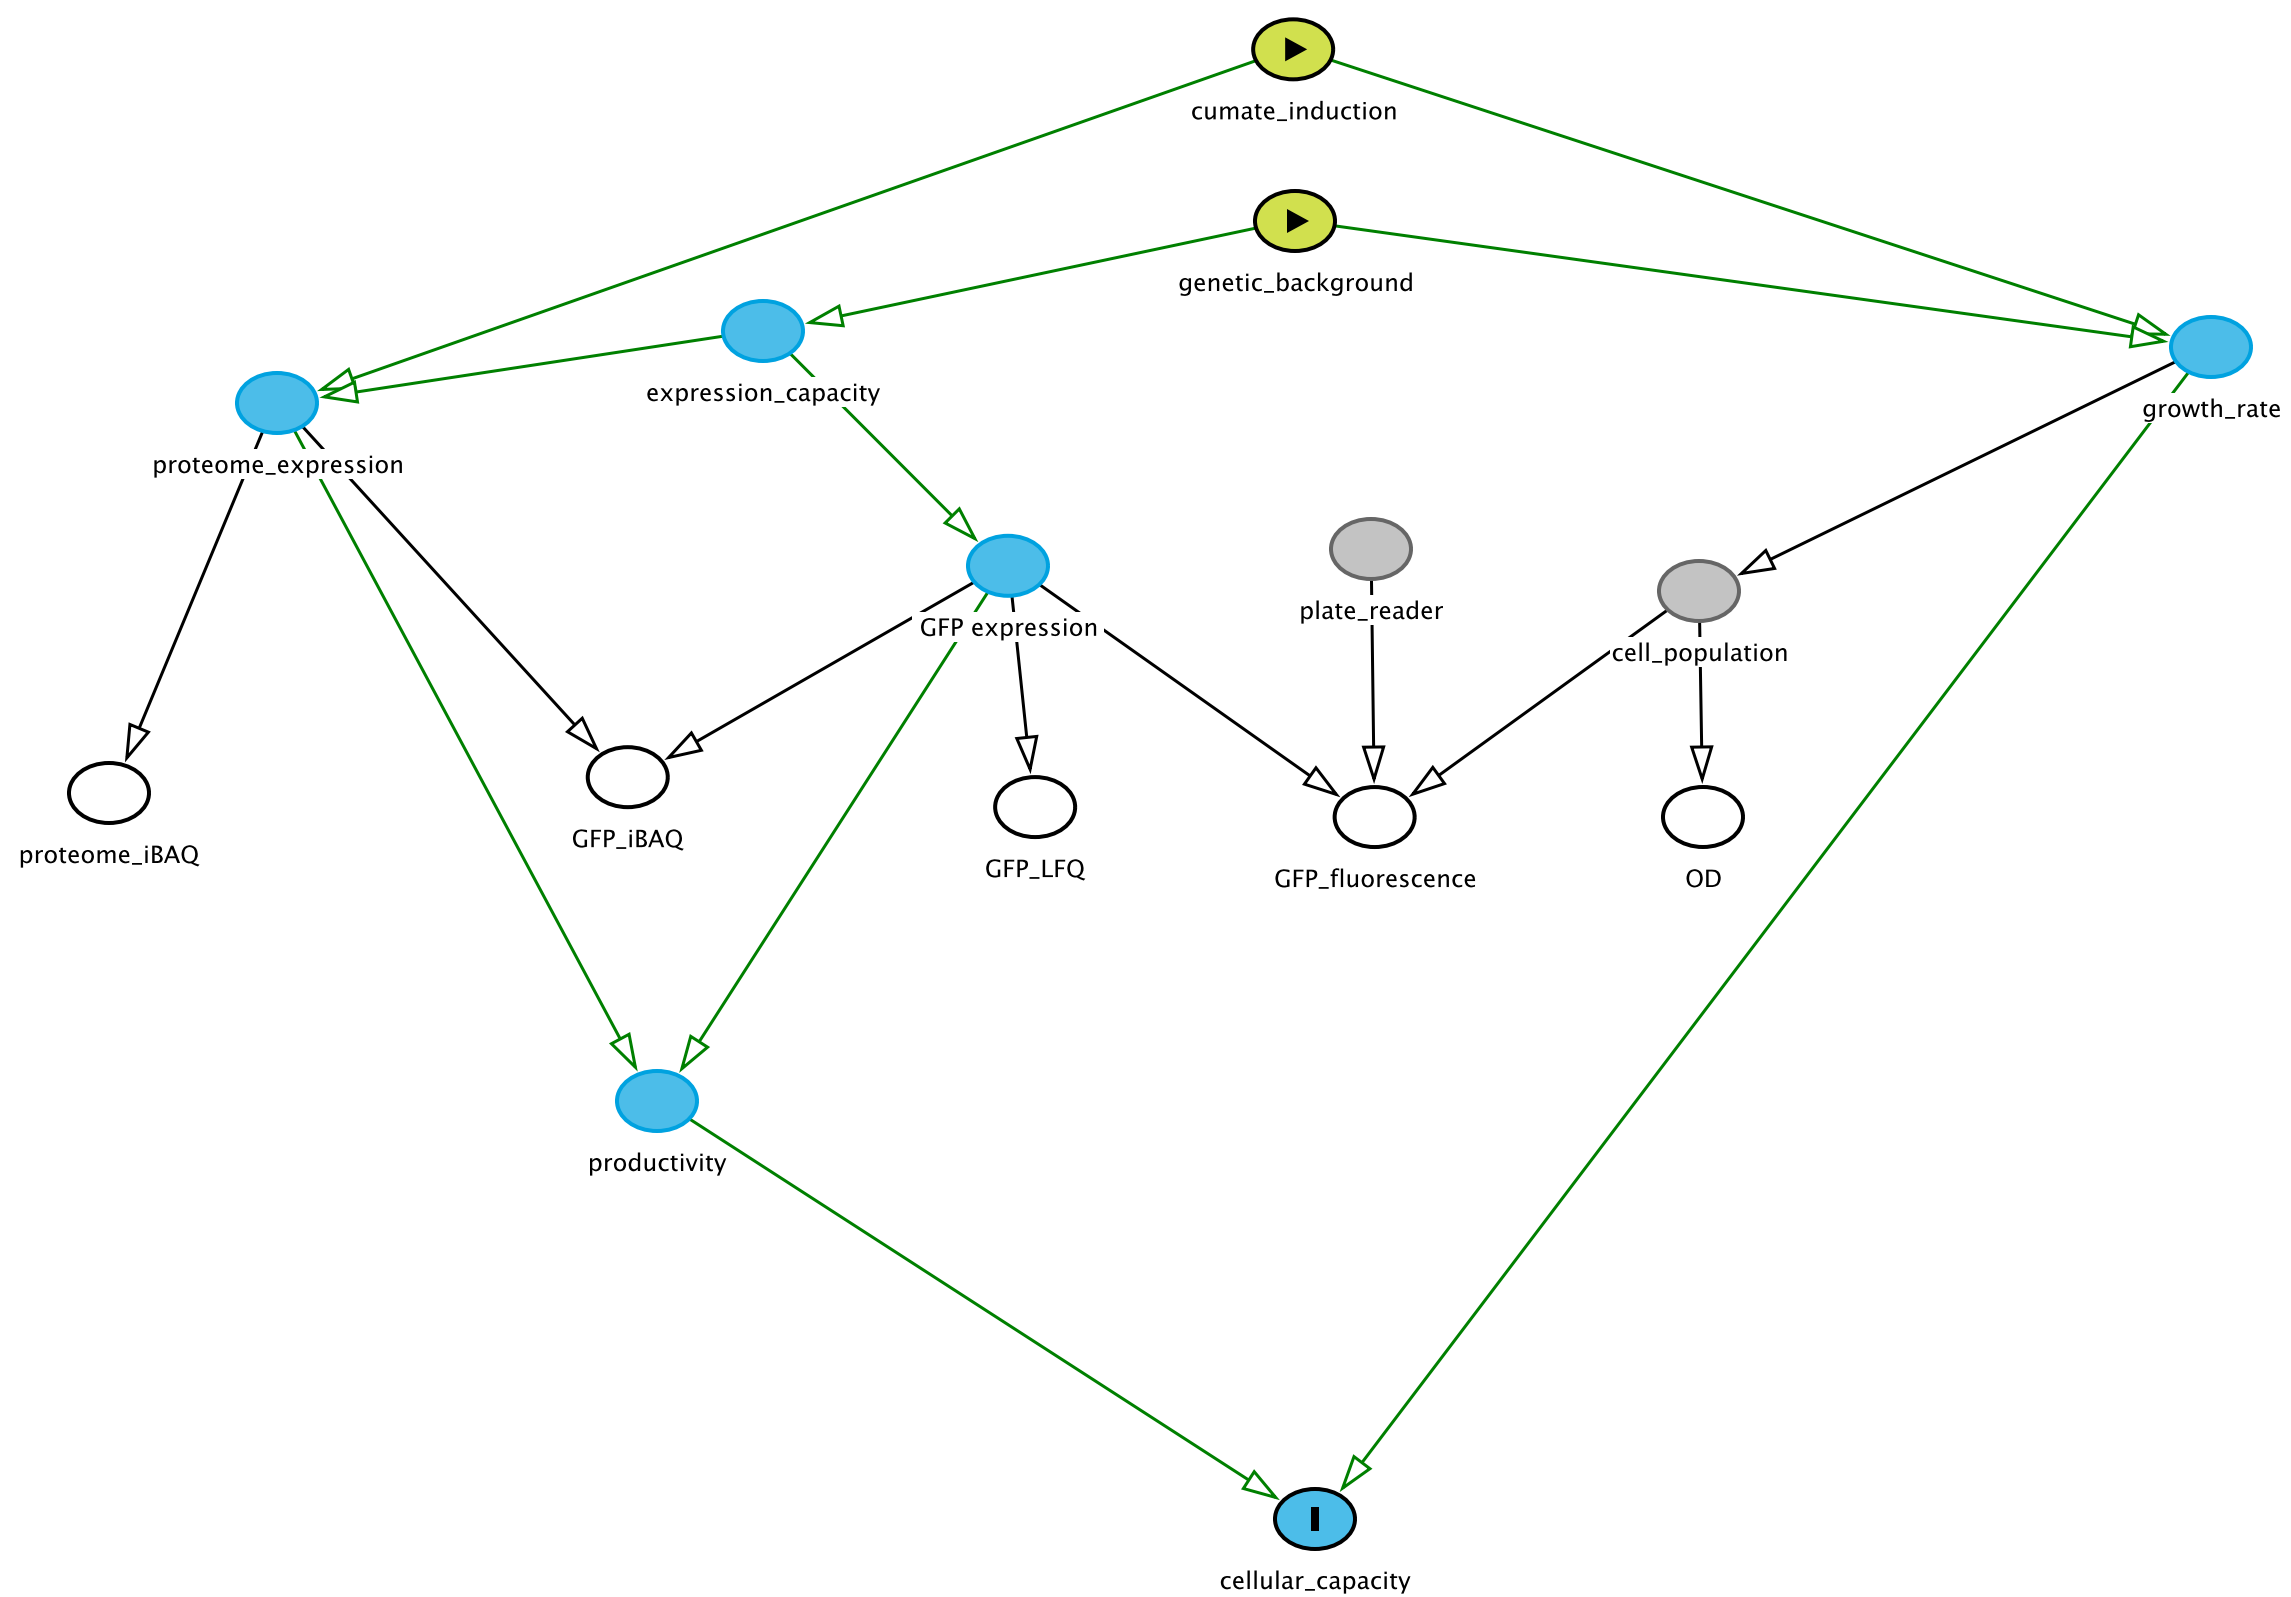 cumate_induction
genetic_background
expression_capacity
growth_rate
proteome_expression
plate_reader
GFP expression
cell_population
proteome_iBAQ
GFP_iBAQ
GFP_LFQ
GFP_fluorescence
OD
productivity
cellular_capacity